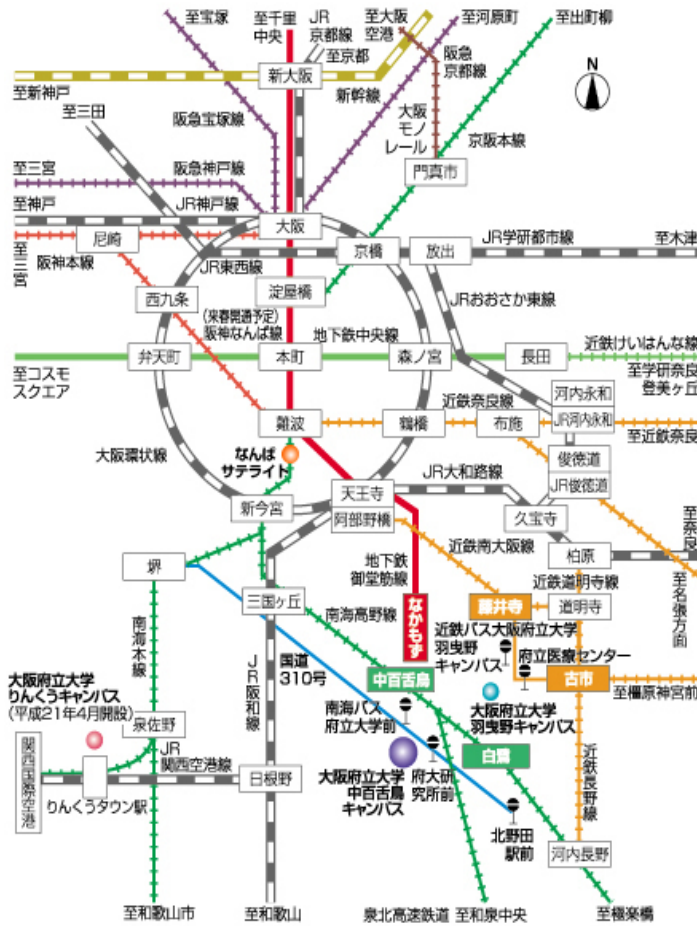 至宝塚
至千里
中央
JR
京都線
至京都
至大阪
空港
至河原町
至出町柳
阪急
京都線
N
新大阪
至新神戸
新幹線
至三田
阪急宝塚線
大阪
モノ
レール
京阪本線
門真市
至三宮
阪急神戸線
至神戸
JR神戸線
大阪
尼崎
京橋
放出
JR学研都市線
至木津
至三宮
阪神本線
JR東西線
淀屋橋
西九条
JRおおさか東線
(来春開通予定)
阪神なんば線
地下鉄中央線
近鉄けいはんな線
弁天町
本町
森ノ宮
長田
至コスモ
スクエア
至学研奈良
登美ヶ丘
河内永和
近鉄奈良線
難波
鶴橋
布施
JR河内永和
至近鉄奈良
なんば
サテライト
大阪環状線
俊徳道
JR俊徳道
JR大和路線
天王寺
新今宮
阿部野橋
久宝寺
至奈良
近鉄南大阪線
柏原
堺
地下鉄
御堂筋線
近鉄道明寺線
至名張方面
三国ヶ丘
南海高野線
なかもず
藤井寺
道明寺
南海本線
近鉄バス大阪府立大学
羽曳野
キャンパス
府立医療センター
JR阪和線
国道
310号
中百舌鳥
古市
大阪府立大学
りんくうキャンパス
(平成21年4月開設)
大阪府立大学
羽曳野キャンパス
至橿原神宮前
南海バス
府立大学前
泉佐野
白鷺
JR
関西空港線
大阪府立大学
中百舌鳥
キャンパス
府大研
究所前
近鉄長野線
関西国際空港
りんくうタウン駅
日根野
北野田
駅前
河内長野
至和歌山市
至和歌山
泉北高速鉄道
至和泉中央
至極楽橋